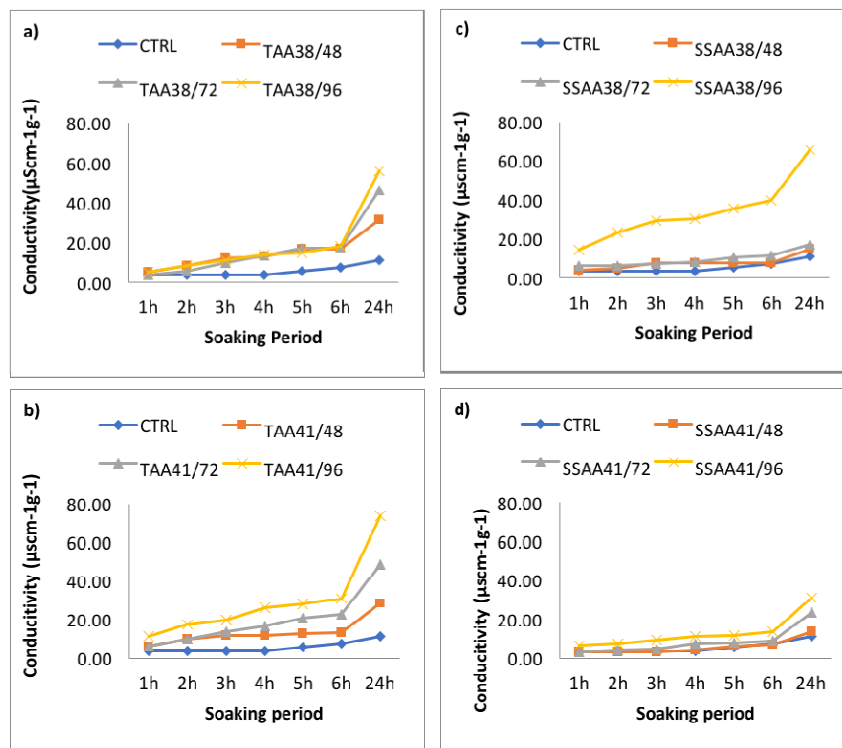 a)
CTRL TAA38/48
TAA38/72 TAA38/96
Conductivity(µScm-1g-1)
80.00
60.00
40.00
20.00
0.00
1h 2h 3h 4h 5h 6h 24h
Soaking Period
c)
CTRL SSAA38/48
SSAA38/72 SSAA38/96
Conducitivity (µscm-1g-1)
80.00
60.00
40.00
20.00
0.00
1h 2h 3h 4h 5h 6h 24h
Soaking Period
b)
CTRL TAA41/48
TAA41/72 TAA41/96
Conducitivity (µscm-1g-1)
80.00
60.00
40.00
20.00
0.00
1h 2h 3h 4h 5h 6h 24h
Soaking period
d)
CTRL SSAA41/48
SSAA41/72 SSAA41/96
Conducitivity (µscm-1g-1)
80.00
60.00
40.00
20.00
0.00
1h 2h 3h 4h 5h 6h 24h
Soaking period